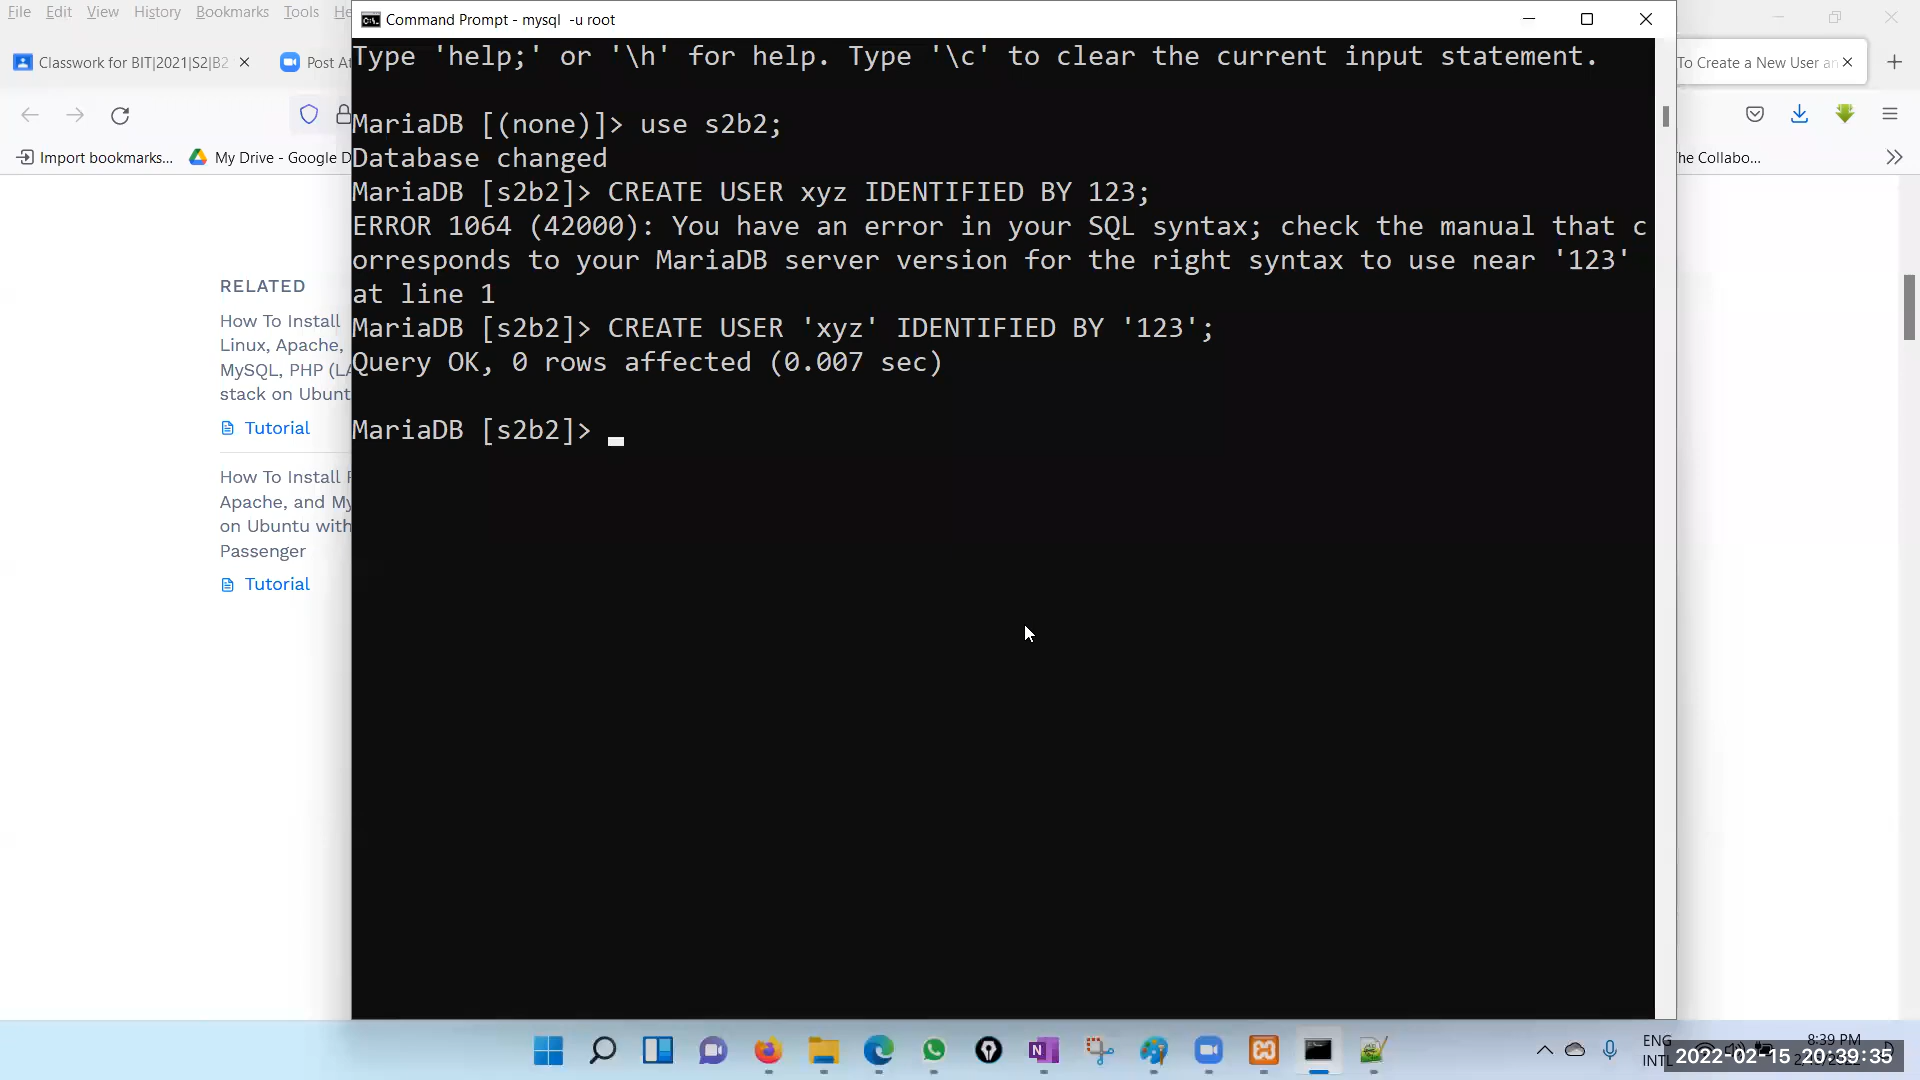 File Edit View History Bookmarks Tools He
Command Prompt - mysql -u root
Classwork for BIT|2021|S2|B2
Post A
To Create a New User an
Import bookmarks...
My Drive - Google D
he Collabo...
Type 'help;' or '\h' for help. Type '\c' to clear the current input statement.
MariaDB [(none)]> use s2b2;
Database changed
MariaDB [s2b2]> CREATE USER xyz IDENTIFIED BY 123;
ERROR 1064 (42000): You have an error in your SQL syntax; check the manual that c
orresponds to your MariaDB server version for the right syntax to use near '123'
at line 1
MariaDB [s2b2]> CREATE USER 'xyz' IDENTIFIED BY '123';
Query OK, 0 rows affected (0.007 sec)
MariaDB [s2b2]>
RELATED
How To Install
Linux, Apache,
MySQL, PHP (LA
stack on Ubunt
Tutorial
How To Install
Apache, and My
on Ubuntu with
Passenger
Tutorial
ENG
INTL
8:39 PM
2022-02-15 20:39:35